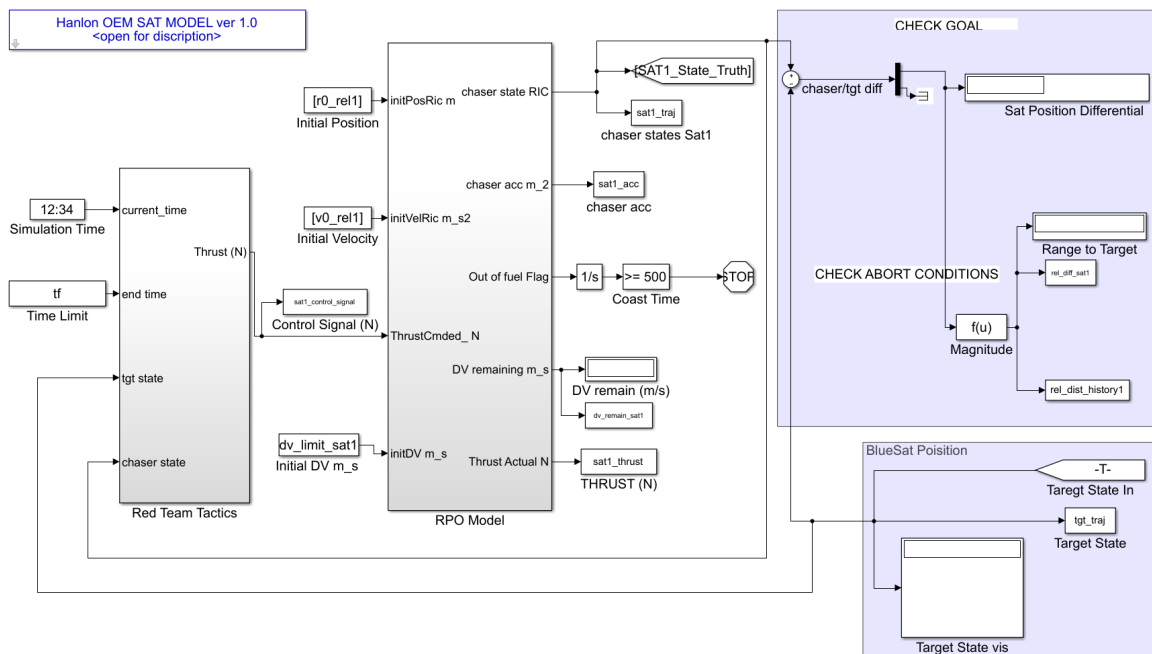 Hanlon OEM SAT MODEL ver 1.0
<open for discription>
12:34
Simulation Time
tf
Time Limit
current_time
end time
tgt state
chaser state
Thrust (N)
Red Team Tactics
sat1_control_signal
Control Signal (N)
[r0_rel1]
Initial Position
[v0_rel1]
Initial Velocity
dv_limit_sat1
Initial DV m_s
initPosRic m
initVelRic m_s2
ThrustCmded_ N
initDV m_s
chaser state RIC
chaser acc m_2
Out of fuel Flag
DV remaining m_s
Thrust Actual N
RPO Model
[SAT1_State_Truth]
sat1_traj
chaser states Sat1
sat1_acc
chaser acc
1/s
>= 500
Coast Time
STOP
DV remain (m/s)
dv_remain_sat1
sat1_thrust
THRUST (N)
CHECK GOAL
+
-
chaser/tgt diff
Sat Position Differential
Range to Target
rel_diff_sat1
CHECK ABORT CONDITIONS
f(u)
Magnitude
rel_dist_history1
BlueSat Poisition
-T-
Taregt State In
tgt_traj
Target State
Target State vis